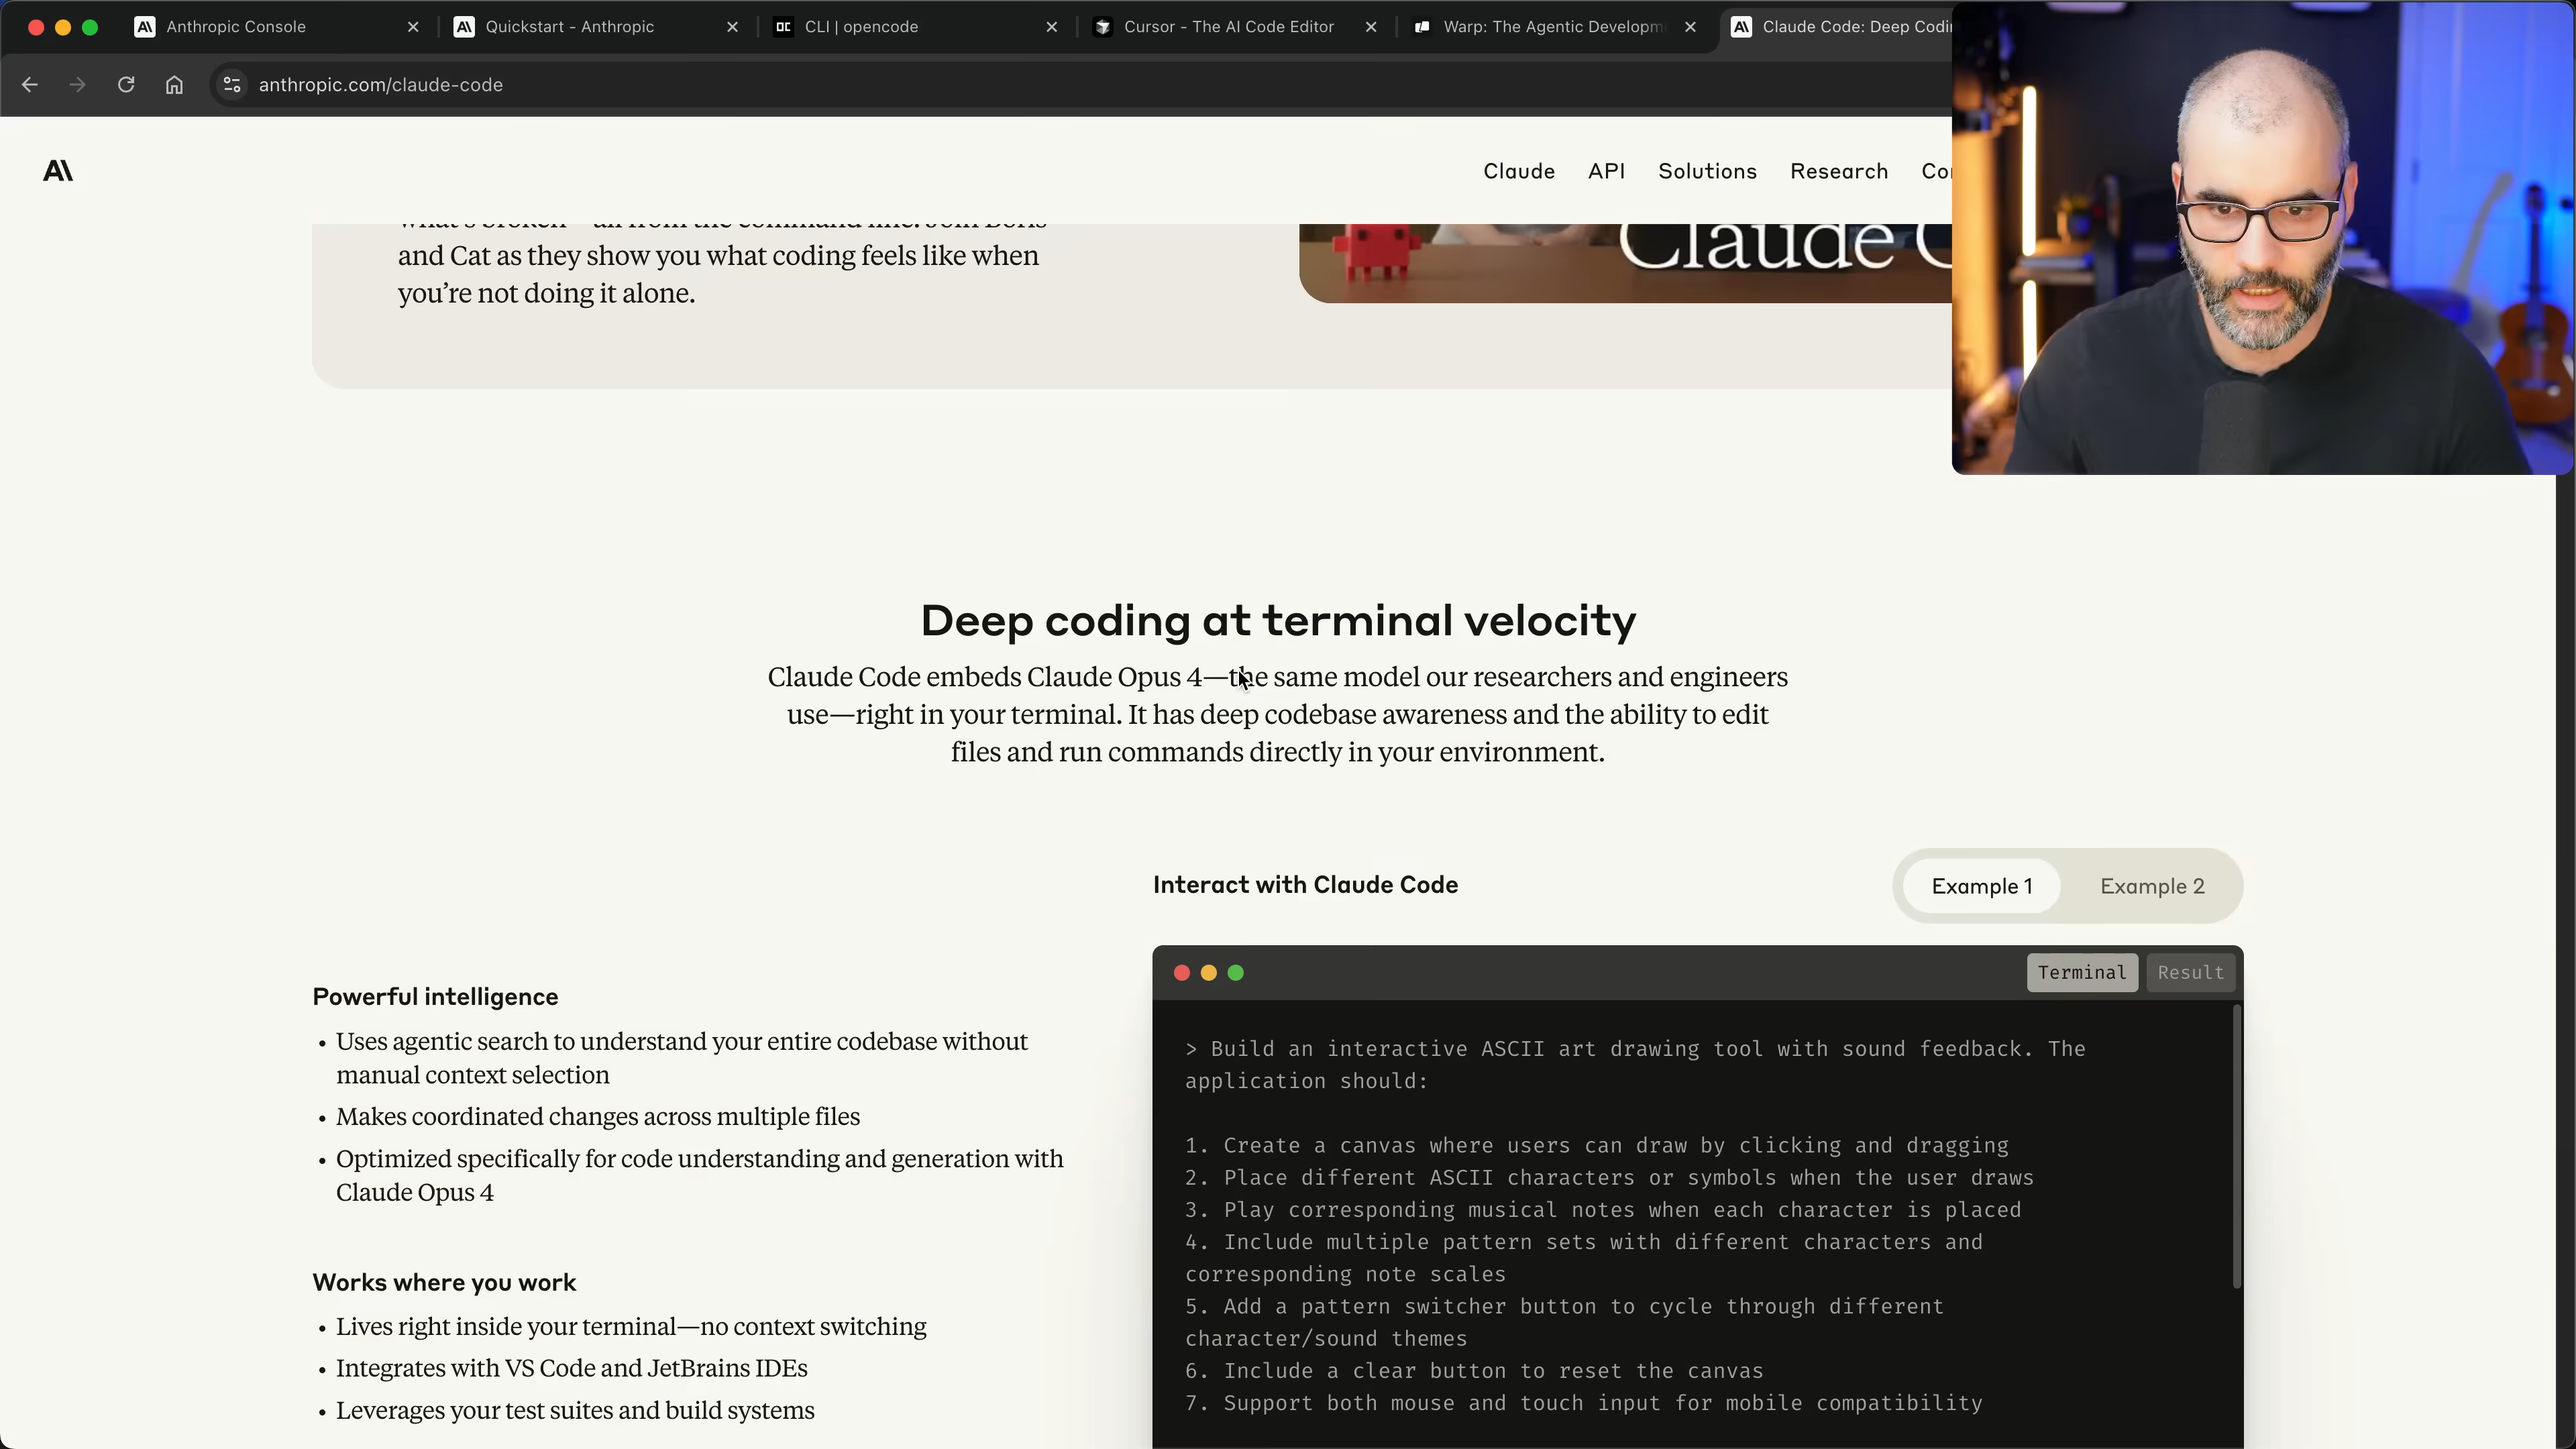 Anthropic Console
Quickstart - Anthropic
CLI | opencode
Cursor - The AI Code Editor
Warp: The Agentic Developm
Claude Code: Deep Codi
anthropic.com/claude-code
Claude API Solutions Research Co
and Cat as they show you what coding feels like when
you’re not doing it alone.
Claude C
Deep coding at terminal velocity
Claude Code embeds Claude Opus 4—the same model our researchers and engineers
use—right in your terminal. It has deep codebase awareness and the ability to edit
files and run commands directly in your environment.
Interact with Claude Code
Example 1 Example 2
Powerful intelligence
• Uses agentic search to understand your entire codebase without
manual context selection
• Makes coordinated changes across multiple files
• Optimized specifically for code understanding and generation with
Claude Opus 4
Works where you work
• Lives right inside your terminal—no context switching
• Integrates with VS Code and JetBrains IDEs
• Leverages your test suites and build systems
Terminal Result
> Build an interactive ASCII art drawing tool with sound feedback. The
application should:
1. Create a canvas where users can draw by clicking and dragging
2. Place different ASCII characters or symbols when the user draws
3. Play corresponding musical notes when each character is placed
4. Include multiple pattern sets with different characters and
corresponding note scales
5. Add a pattern switcher button to cycle through different
character/sound themes
6. Include a clear button to reset the canvas
7. Support both mouse and touch input for mobile compatibility